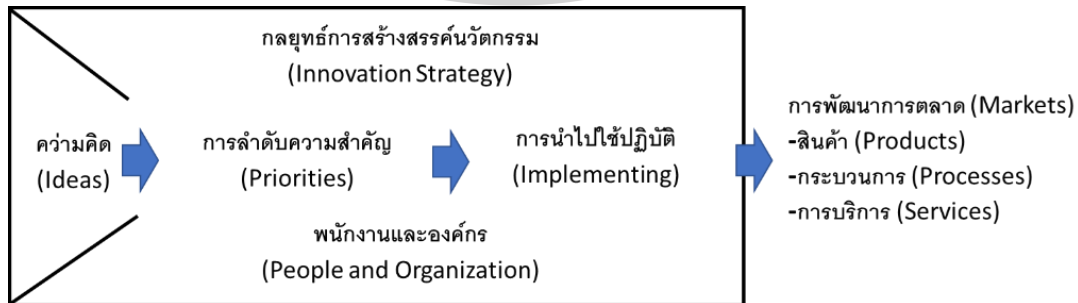 กลยุทธ์การสร้างสรรค์นวัตกรรม
(Innovation Strategy)
ความคิด
(Ideas)
การลำดับความสำคัญ
(Priorities)
การนำไปใช้ปฏิบัติ
(Implementing)
พนักงานและองค์กร
(People and Organization)
การพัฒนาการตลาด (Markets)
-สินค้า (Products)
-กระบวนการ (Processes)
-การบริการ (Services)